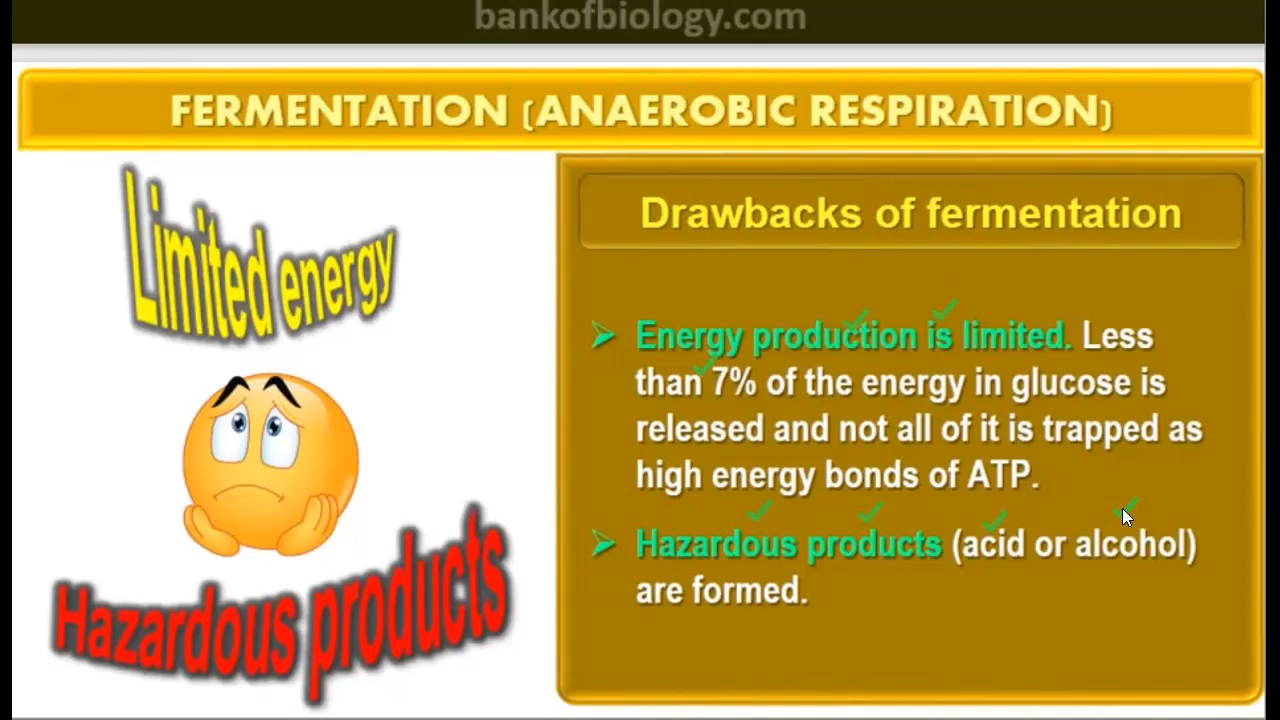 bankofbiology.com
FERMENTATION (ANAEROBIC RESPIRATION)
Limited energy
Hazardous products
Drawbacks of fermentation
Energy production is limited. Less
than 7% of the energy in glucose is
released and not all of it is trapped as
high energy bonds of ATP.
Hazardous products (acid or alcohol)
are formed.